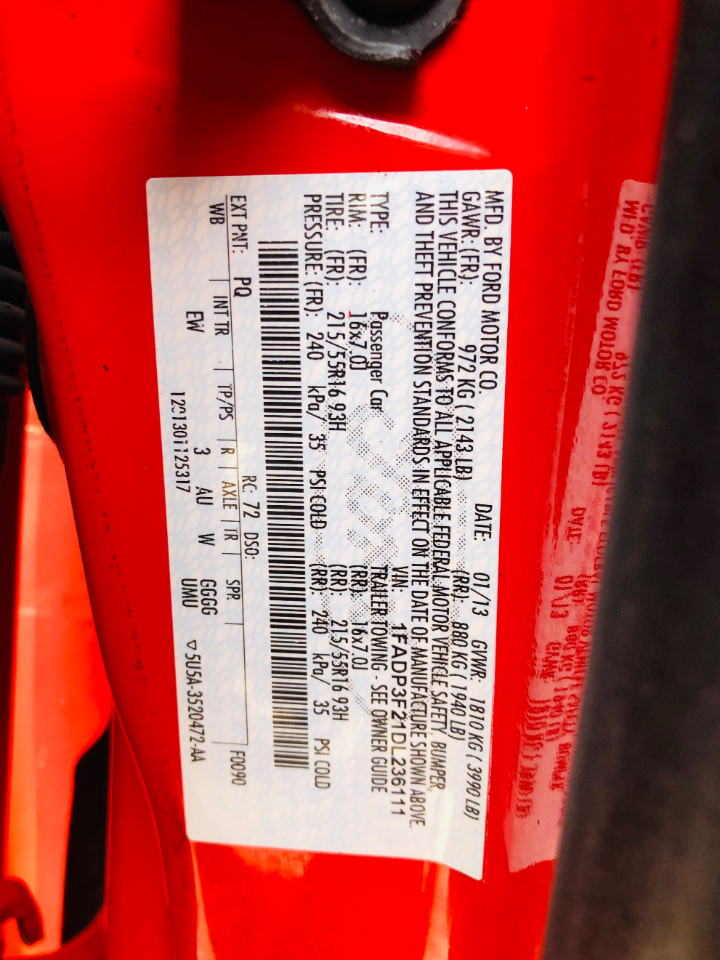 MFD. BY FORD MOTOR CO. DATE: 01/13 GVWR: 1810 KG ( 3990 LB)
GAWR: (FR): 972 KG ( 2143 LB) (RR): 880 KG ( 1940 LB)
THIS VEHICLE CONFORMS TO ALL APPLICABLE FEDERAL MOTOR VEHICLE SAFETY, BUMPER,
AND THEFT PREVENTION STANDARDS IN EFFECT ON THE DATE OF MANUFACTURE SHOWN ABOVE.
VIN: 1FADP3F21DL236111
TYPE: Passenger Car TRAILER TOWING - SEE OWNER GUIDE
RIM: (FR): 16x7.0J (RR): 16x7.0J
TIRE: (FR): 215/55R16 93H (RR): 215/55R16 93H
PRESSURE: (FR): 240 kPa/ 35 PSI COLD (RR): 240 kPa/ 35 PSI COLD
RC: 72 DSO: F0090
EXT PNT: PQ INT TR TP/PS R AXLE TR SPR
WB EW 3 AU W GGGG
UMU
▽5U5A-3520472-AA